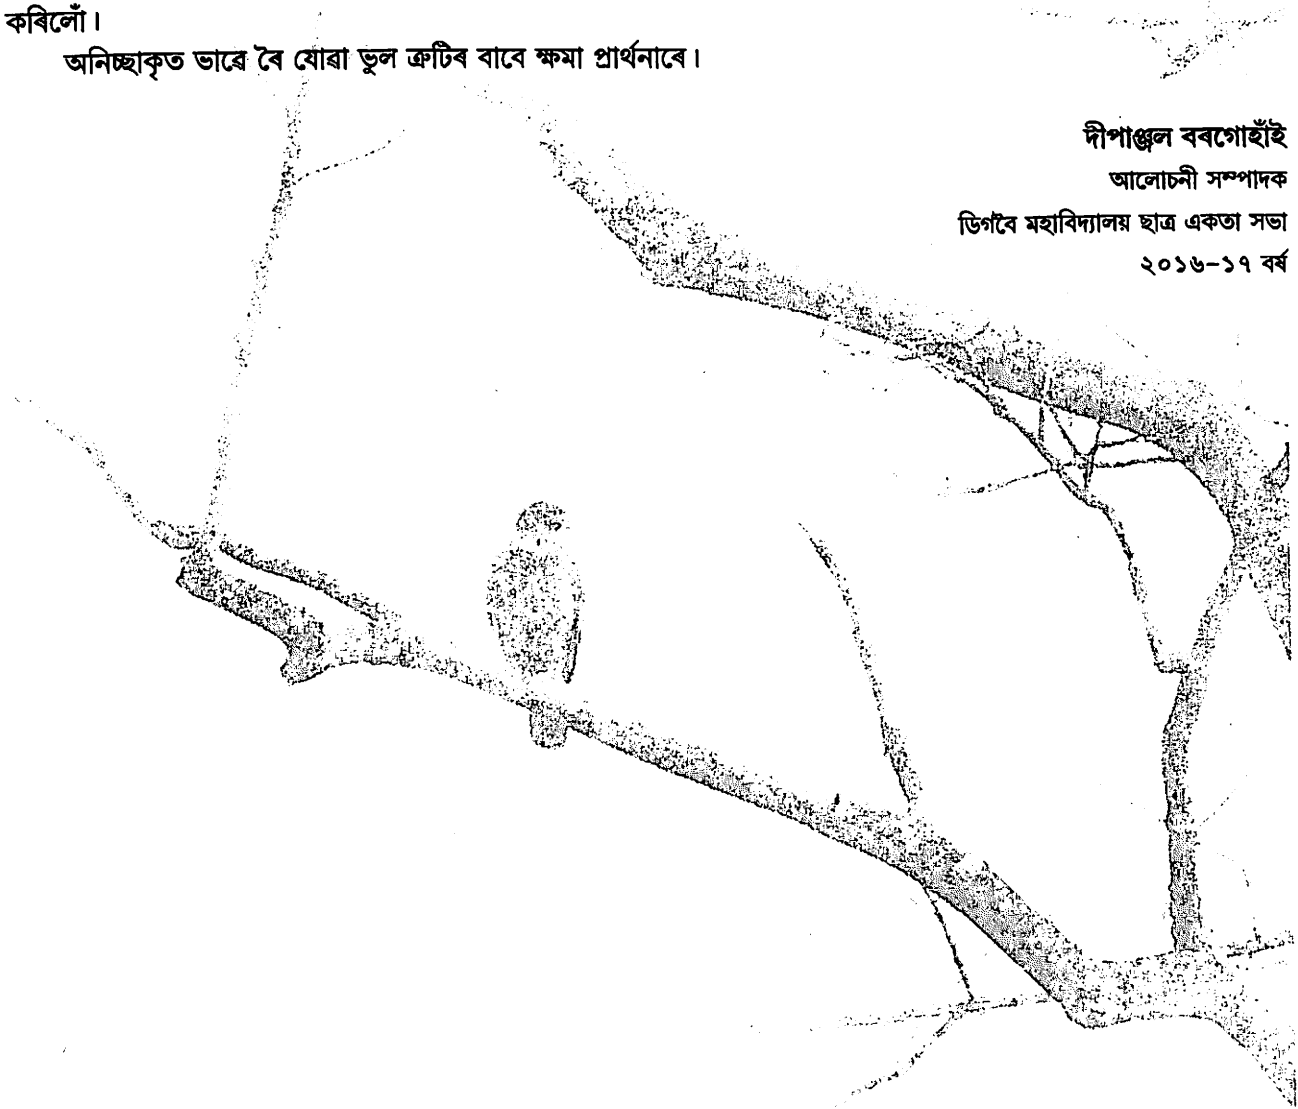 কৰিলোঁ।
অনিচ্ছাকৃত ভাৱে ৰৈ যোৱা ভুল ত্ৰুটিৰ বাবে ক্ষমা প্ৰাৰ্থনাৰে।
দীপাঞ্জল বৰগোহাঁই
আলোচনী সম্পাদক
ডিগবৈ মহাবিদ্যালয় ছাত্ৰ একতা সভা
২০১৬-১৭ বৰ্ষ